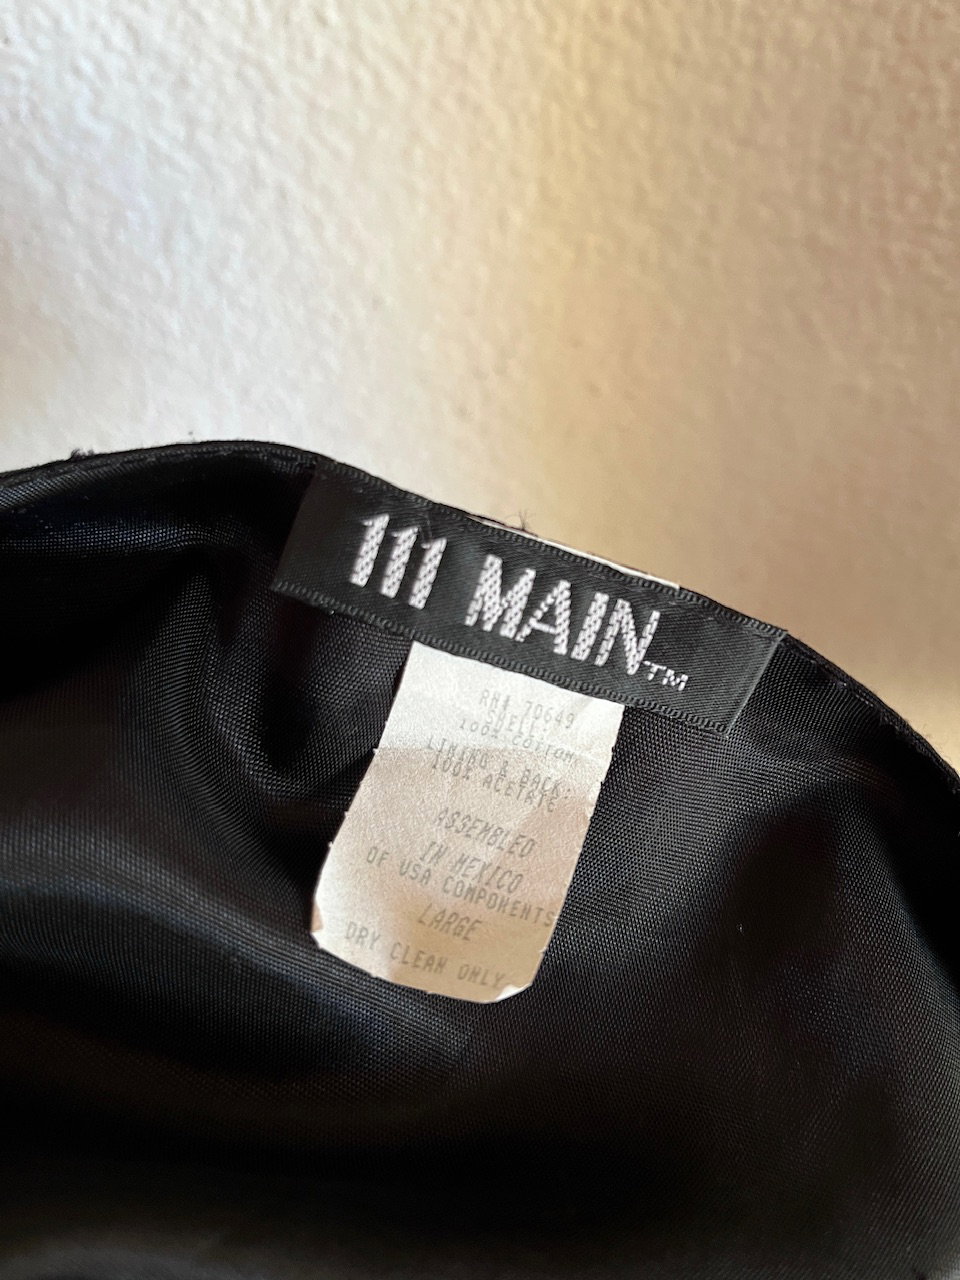 111 MAIN™
RN# 70649
SHELL:
100% COTTON
LINING & BACK:
100% ACETATE
ASSEMBLED
IN MEXICO
OF USA COMPONENTS
LARGE
DRY CLEAN ONLY